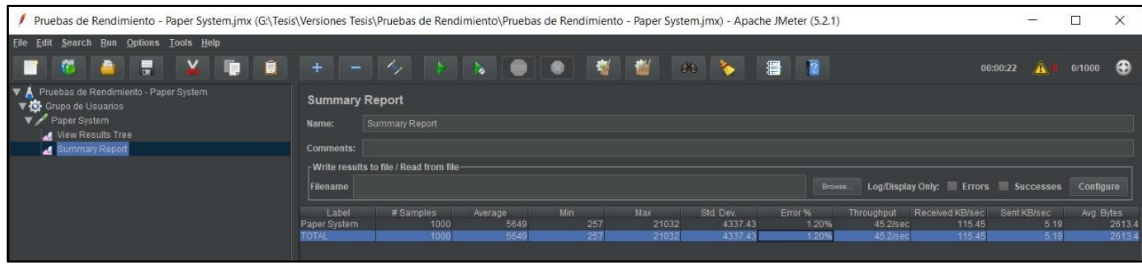 Pruebas de Rendimiento - Paper System.jmx (G:\Tesis\Versiones Tesis\Pruebas de Rendimiento\Pruebas de Rendimiento - Paper System.jmx) - Apache JMeter (5.2.1)
File Edit Search Run Options Tools Help
00:00:22 0 0/1000
Pruebas de Rendimiento - Paper System
Grupo de Usuarios
Paper System
View Results Tree
Summary Report
Summary Report
Name: Summary Report
Comments:
Write results to file / Read from file
Filename Browse... Log/Display Only: Errors Successes Configure
Label # Samples Average Min Max Std. Dev. Error % Throughput Received KB/sec Sent KB/sec Avg. Bytes
Paper System 1000 5649 257 21032 4337.43 1.20% 45.2/sec 115.45 5.19 2613.4
TOTAL 1000 5649 257 21032 4337.43 1.20% 45.2/sec 115.45 5.19 2613.4